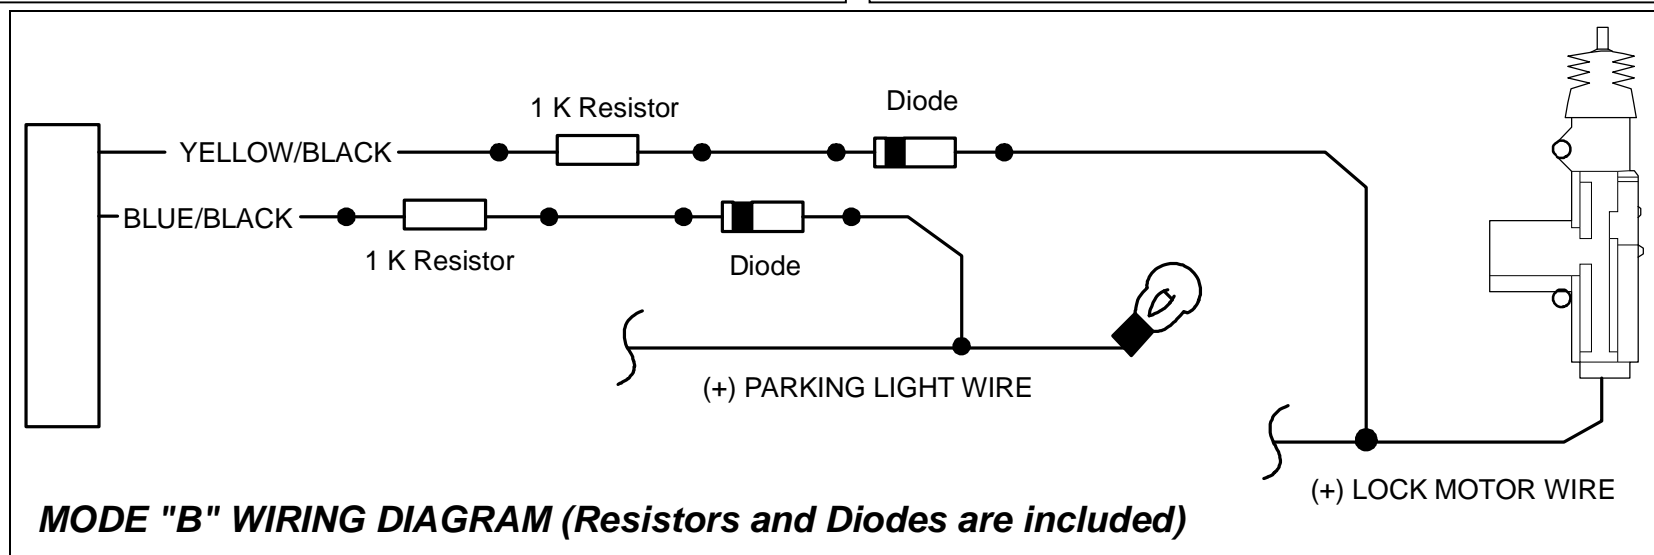 1 K Resistor
Diode
YELLOW/BLACK
BLUE/BLACK
1 K Resistor
Diode
(+) PARKING LIGHT WIRE
(+) LOCK MOTOR WIRE
MODE "B" WIRING DIAGRAM (Resistors and Diodes are included)